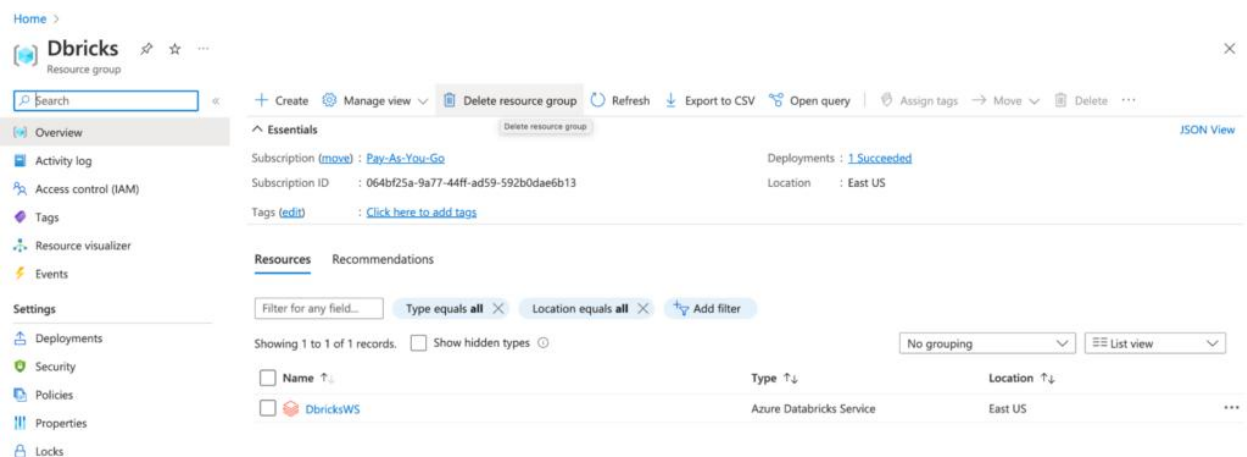 Home >
Dbricks
Resource group
Search
Overview
Activity log
Access control (IAM)
Tags
Resource visualizer
Events
Settings
Deployments
Security
Policies
Properties
Locks
Create Manage view Delete resource group Refresh Export to CSV Open query Assign tags Move Delete
Delete resource group
Essentials JSON View
Subscription (move) : Pay-As-You-Go Deployments : 1 Succeeded
Subscription ID : 064bf25a-9a77-44ff-ad59-592b0dae6b13 Location : East US
Tags (edit) : Click here to add tags
Resources Recommendations
Filter for any field... Type equals all Location equals all Add filter
Showing 1 to 1 of 1 records. Show hidden types No grouping List view
Name Type Location
DbricksWS Azure Databricks Service East US